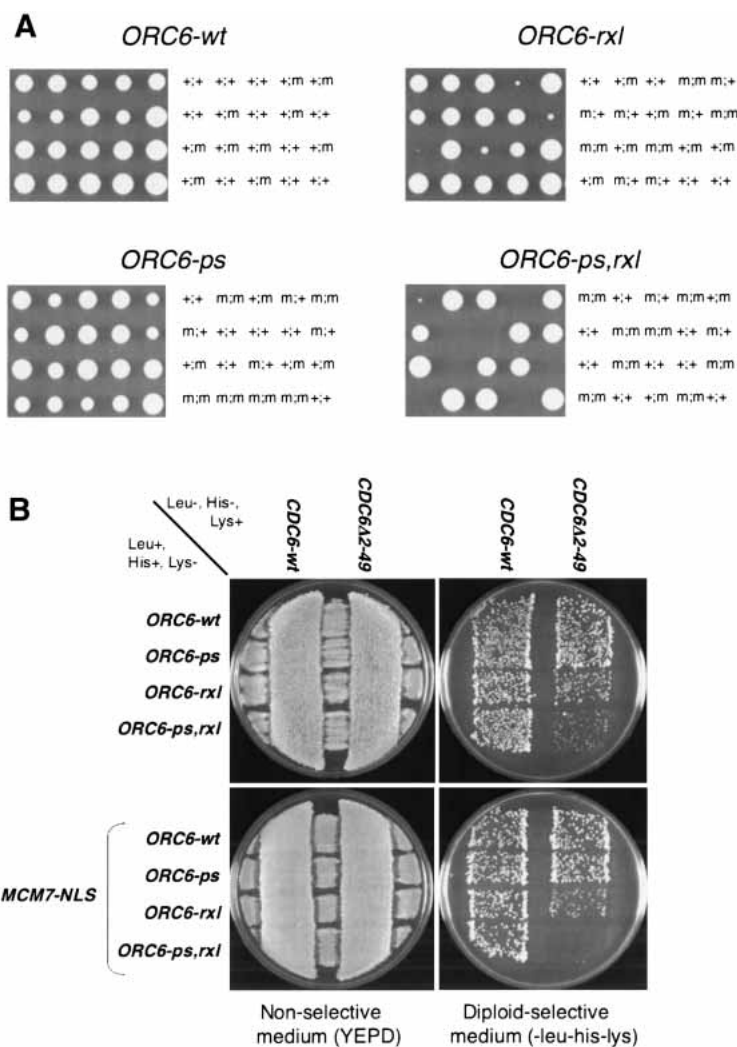 A
ORC6-wt
+;+ +;+ +;+ +;m +;m
+;+ +;m +;+ +;+ +;+
+;m +;m +;+ +;+ +;m
+;m +;+ +;m +;+ +;+
ORC6-rxl
+;+ +;m +;+ m;m m;+
m;+ m;+ m;+ m;+ m;m
m;m +;m m;m +;m +;+
+;m m;+ m;+ +;+ +;+
ORC6-ps
+;+ m;m +;m m;+ m;m
m;+ +;+ +;+ +;+ m;+
+;m +;+ m;+ +;+ +;m
m;m m;m m;m m;m +;+
ORC6-ps,rxl
m;m +;+ m;+ m;m +;m
+;+ m;m m;m +;+ m;+
+;+ m;m +;+ +;+ m;m
m;m +;+ +;m m;m +;+
B
Leu-, His-,
Lys+
Leu+,
His+, Lys-
CDC6-wt
CDC6Δ2-49
CDC6-wt
CDC6Δ2-49
ORC6-wt
ORC6-ps
ORC6-rxl
ORC6-ps,rxl
MCM7-NLS
ORC6-wt
ORC6-ps
ORC6-rxl
ORC6-ps,rxl
Non-selective
medium (YEPD)
Diploid-selective
medium (-leu-his-lys)